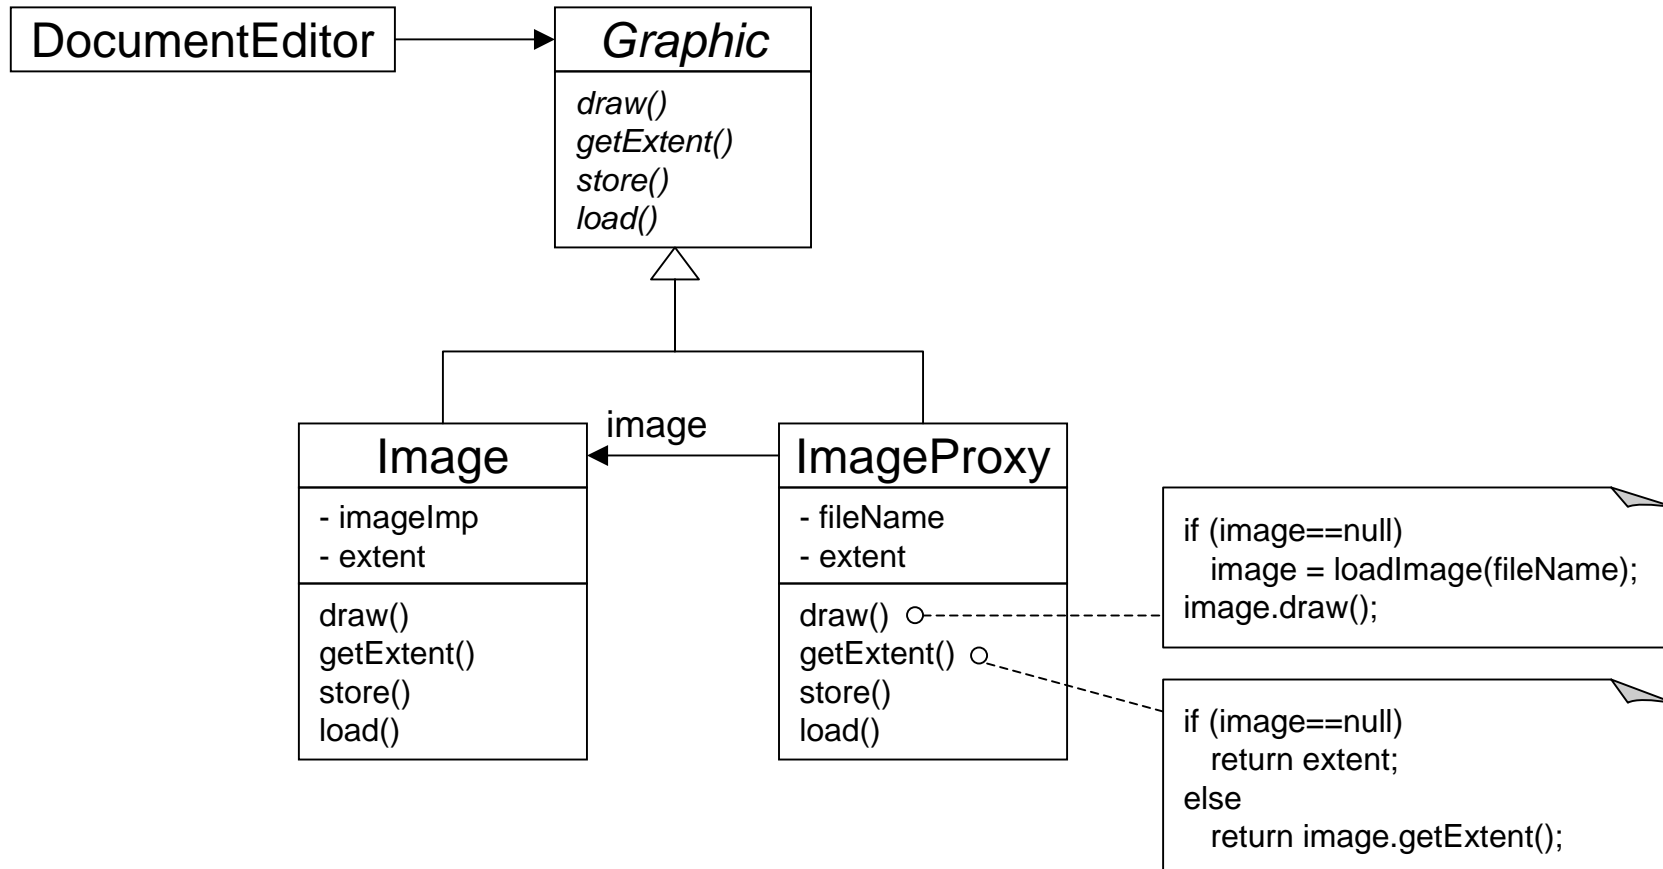 DocumentEditor
Graphic
draw()
getExtent()
store()
load()
image
Image
- imageImp
- extent
draw()
getExtent()
store()
load()
ImageProxy
- fileName
- extent
draw()
getExtent()
store()
load()
if (image==null)
image = loadImage(fileName);
image.draw();
if (image==null)
return extent;
else
return image.getExtent();